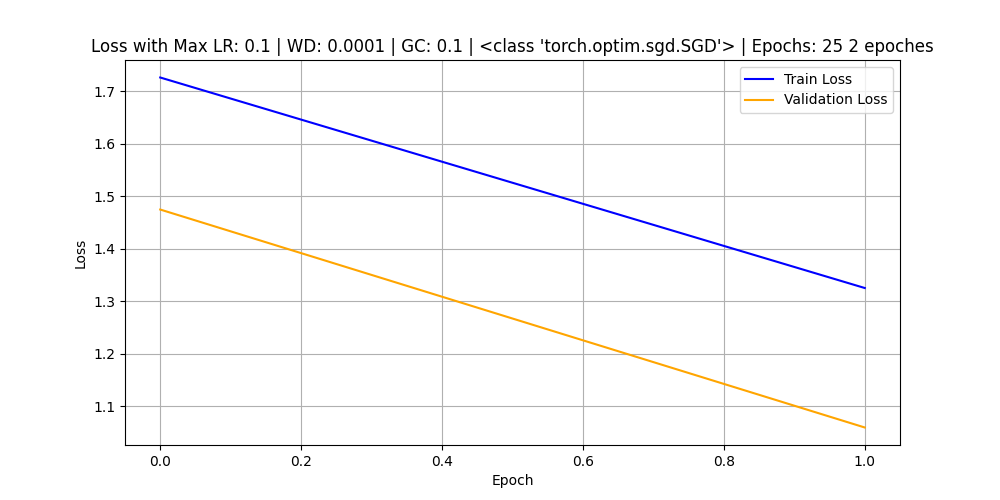 Loss with Max LR: 0.1 | WD: 0.0001 | GC: 0.1 | <class 'torch.optim.sgd.SGD'> | Epochs: 25 2 epoches
Train Loss
Validation Loss
1.7
1.6
1.5
1.4
1.3
1.2
1.1
Loss
0.0 0.2 0.4 0.6 0.8 1.0
Epoch